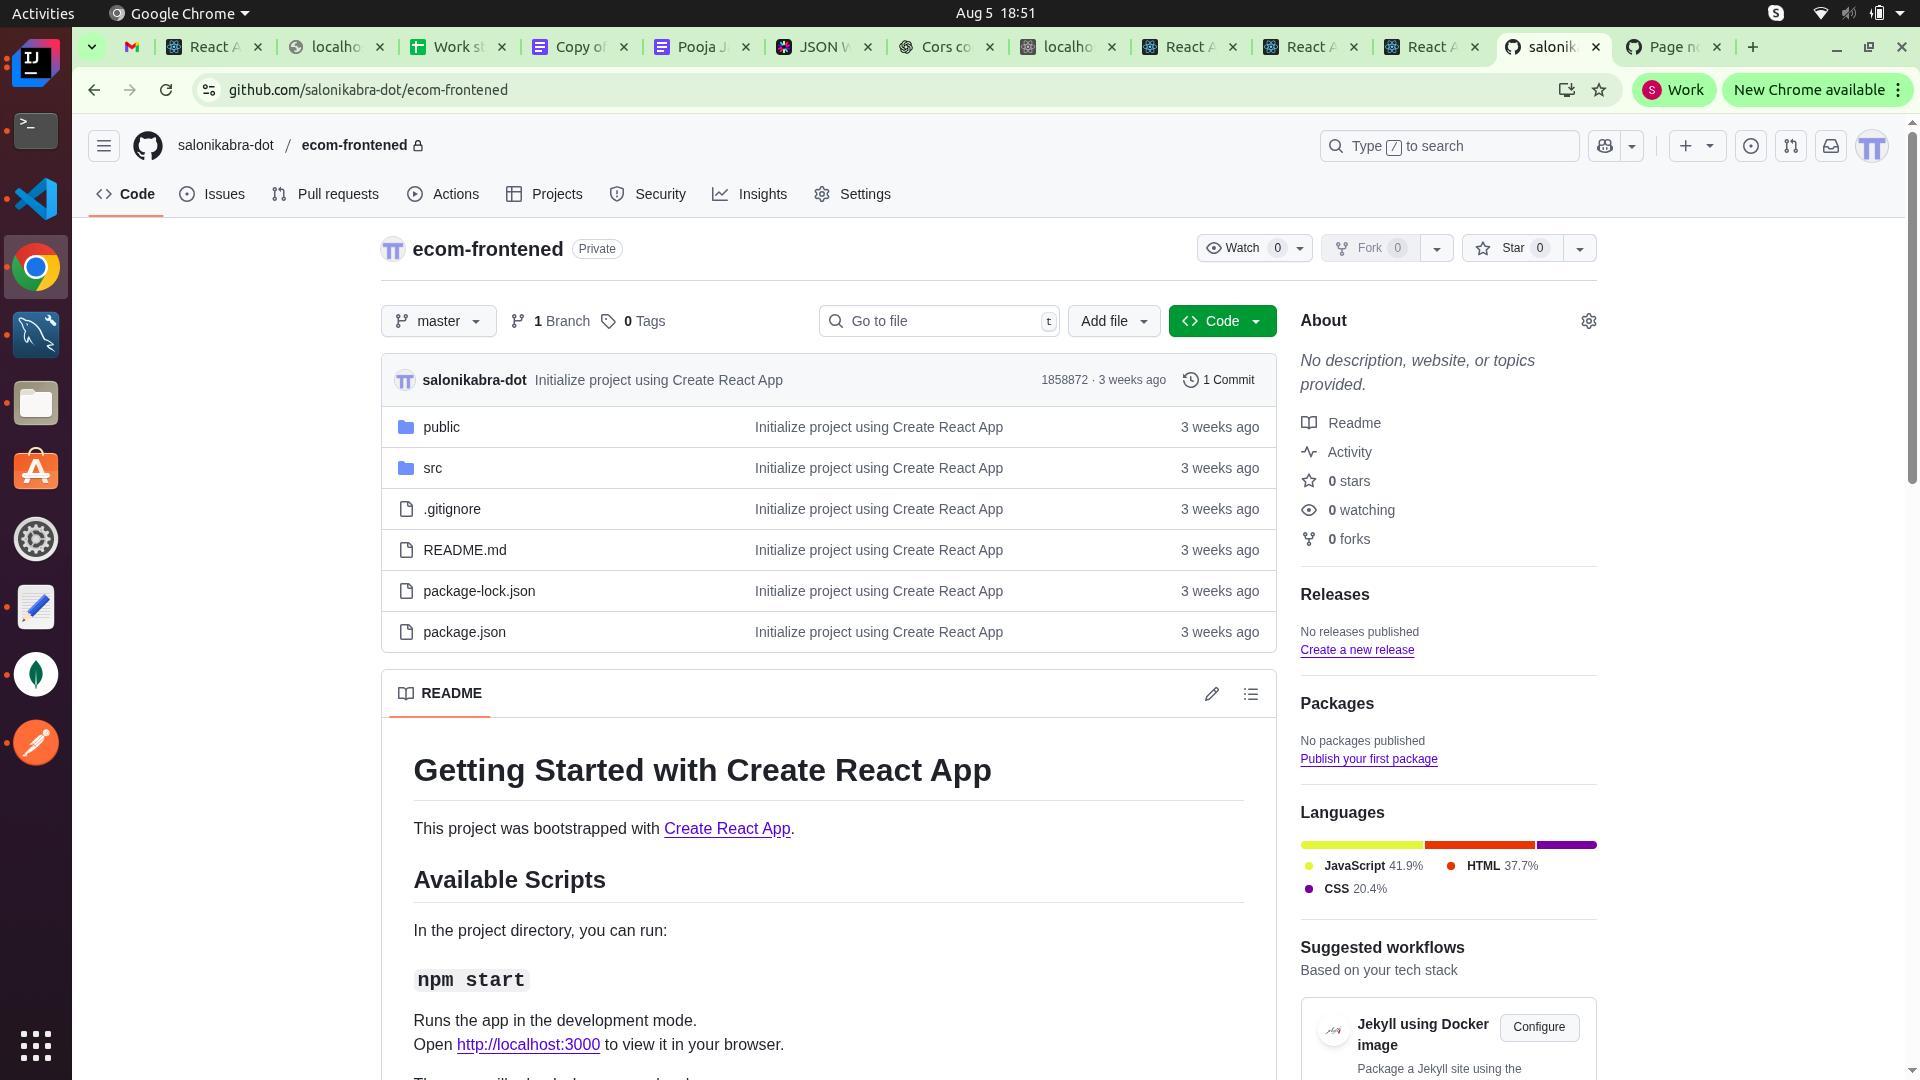 Activities
Google Chrome
Aug 5 18:51
React A
localho
Work st
Copy of
Pooja J
JSON W
Cors co
localho
React A
React A
React A
salonik
Page no
github.com/salonikabra-dot/ecom-frontened
S Work
New Chrome available
salonikabra-dot / ecom-frontened
Type / to search
Code
Issues
Pull requests
Actions
Projects
Security
Insights
Settings
ecom-frontened
Private
Watch 0
Fork 0
Star 0
master
1 Branch
0 Tags
Go to file
t
Add file
Code
salonikabra-dot Initialize project using Create React App
1858872 · 3 weeks ago
1 Commit
public Initialize project using Create React App 3 weeks ago
src Initialize project using Create React App 3 weeks ago
.gitignore Initialize project using Create React App 3 weeks ago
README.md Initialize project using Create React App 3 weeks ago
package-lock.json Initialize project using Create React App 3 weeks ago
package.json Initialize project using Create React App 3 weeks ago
README
Getting Started with Create React App
This project was bootstrapped with Create React App.
Available Scripts
In the project directory, you can run:
npm start
Runs the app in the development mode.
Open http://localhost:3000 to view it in your browser.
About
No description, website, or topics
provided.
Readme
Activity
0 stars
0 watching
0 forks
Releases
No releases published
Create a new release
Packages
No packages published
Publish your first package
Languages
JavaScript 41.9%
HTML 37.7%
CSS 20.4%
Suggested workflows
Based on your tech stack
Jekyll using Docker
image
Configure
Package a Jekyll site using the